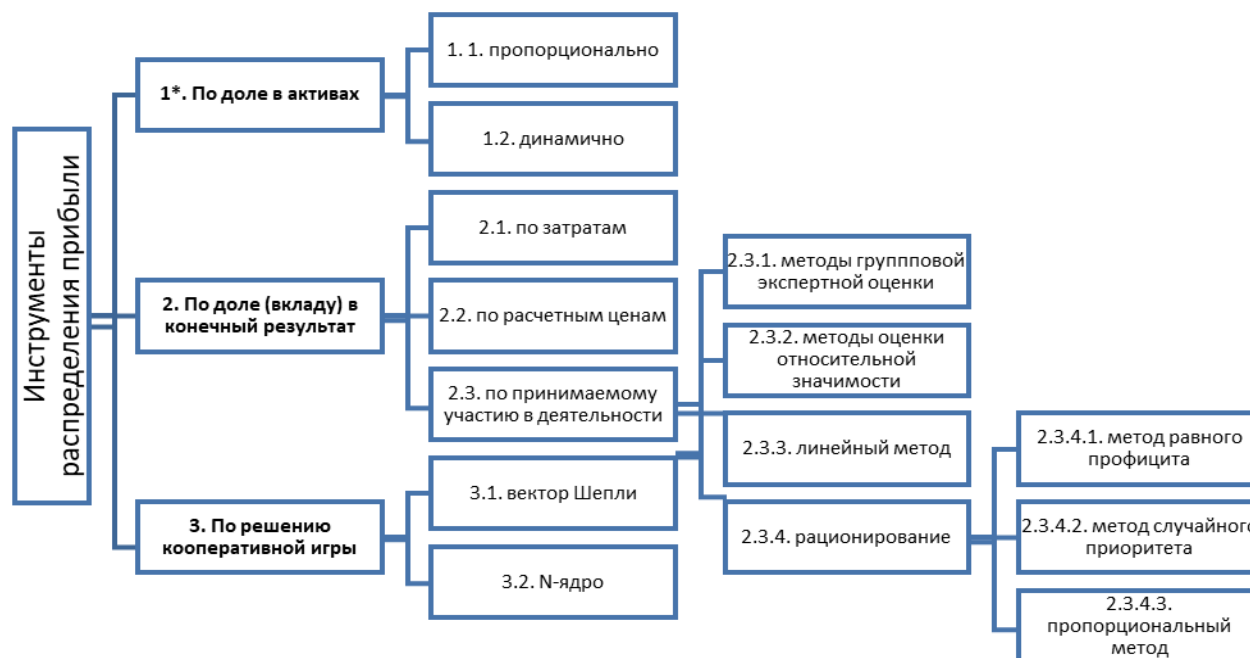 Инструменты
распределения прибыли
1*. По доле в активах
1. 1. пропорционально
1.2. динамично
2. По доле (вкладу) в
конечный результат
2.1. по затратам
2.2. по расчетным ценам
2.3. по принимаемому
участию в деятельности
2.3.1. методы группповой
экспертной оценки
2.3.2. методы оценки
относительной
значимости
2.3.3. линейный метод
2.3.4. рационирование
2.3.4.1. метод равного
профицита
2.3.4.2. метод случайного
приоритета
2.3.4.3.
пропорциональный
метод
3. По решению
кооперативной игры
3.1. вектор Шепли
3.2. N-ядро